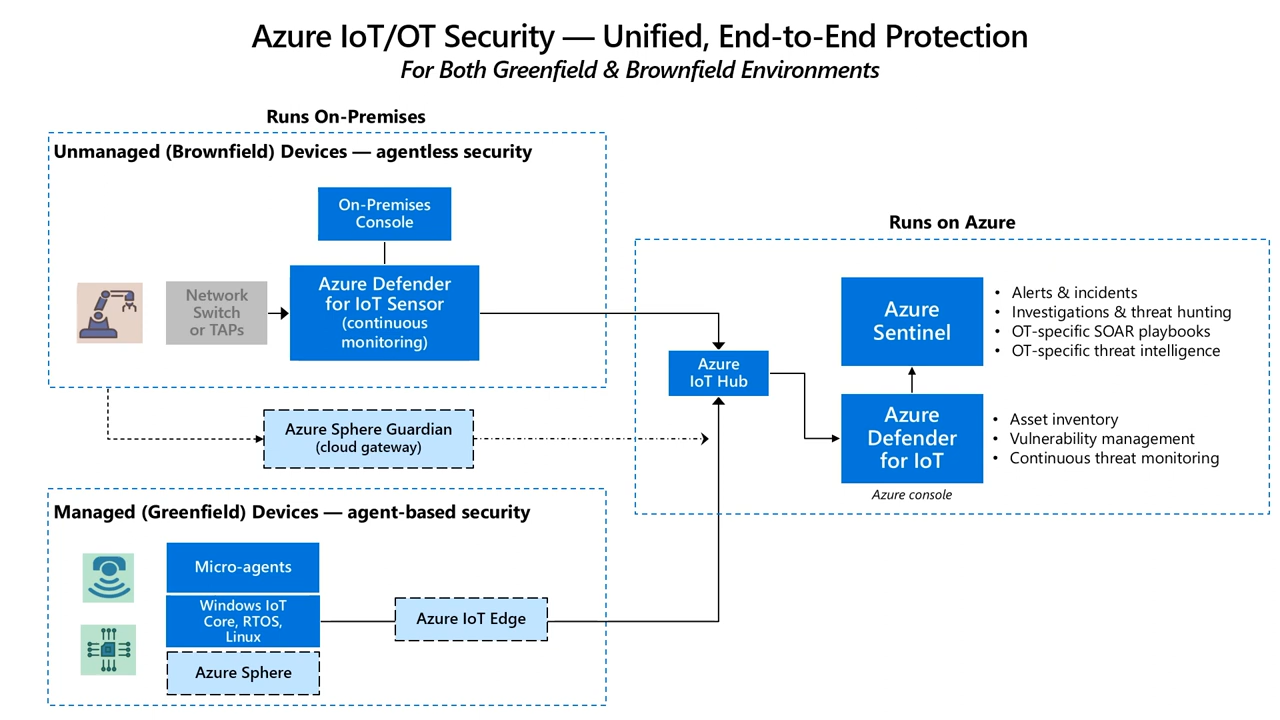 Azure IoT/OT Security — Unified, End-to-End Protection
For Both Greenfield & Brownfield Environments
Runs On-Premises
Unmanaged (Brownfield) Devices — agentless security
On-Premises
Console
Network
Switch
or TAPs
Azure Defender
for IoT Sensor
(continuous
monitoring)
Azure Sphere Guardian
(cloud gateway)
Managed (Greenfield) Devices — agent-based security
Micro-agents
Windows IoT
Core, RTOS,
Linux
Azure Sphere
Azure IoT Edge
Runs on Azure
Azure
IoT Hub
Azure
Sentinel
• Alerts & incidents
• Investigations & threat hunting
• OT-specific SOAR playbooks
• OT-specific threat intelligence
Azure
Defender
for IoT
Azure console
• Asset inventory
• Vulnerability management
• Continuous threat monitoring